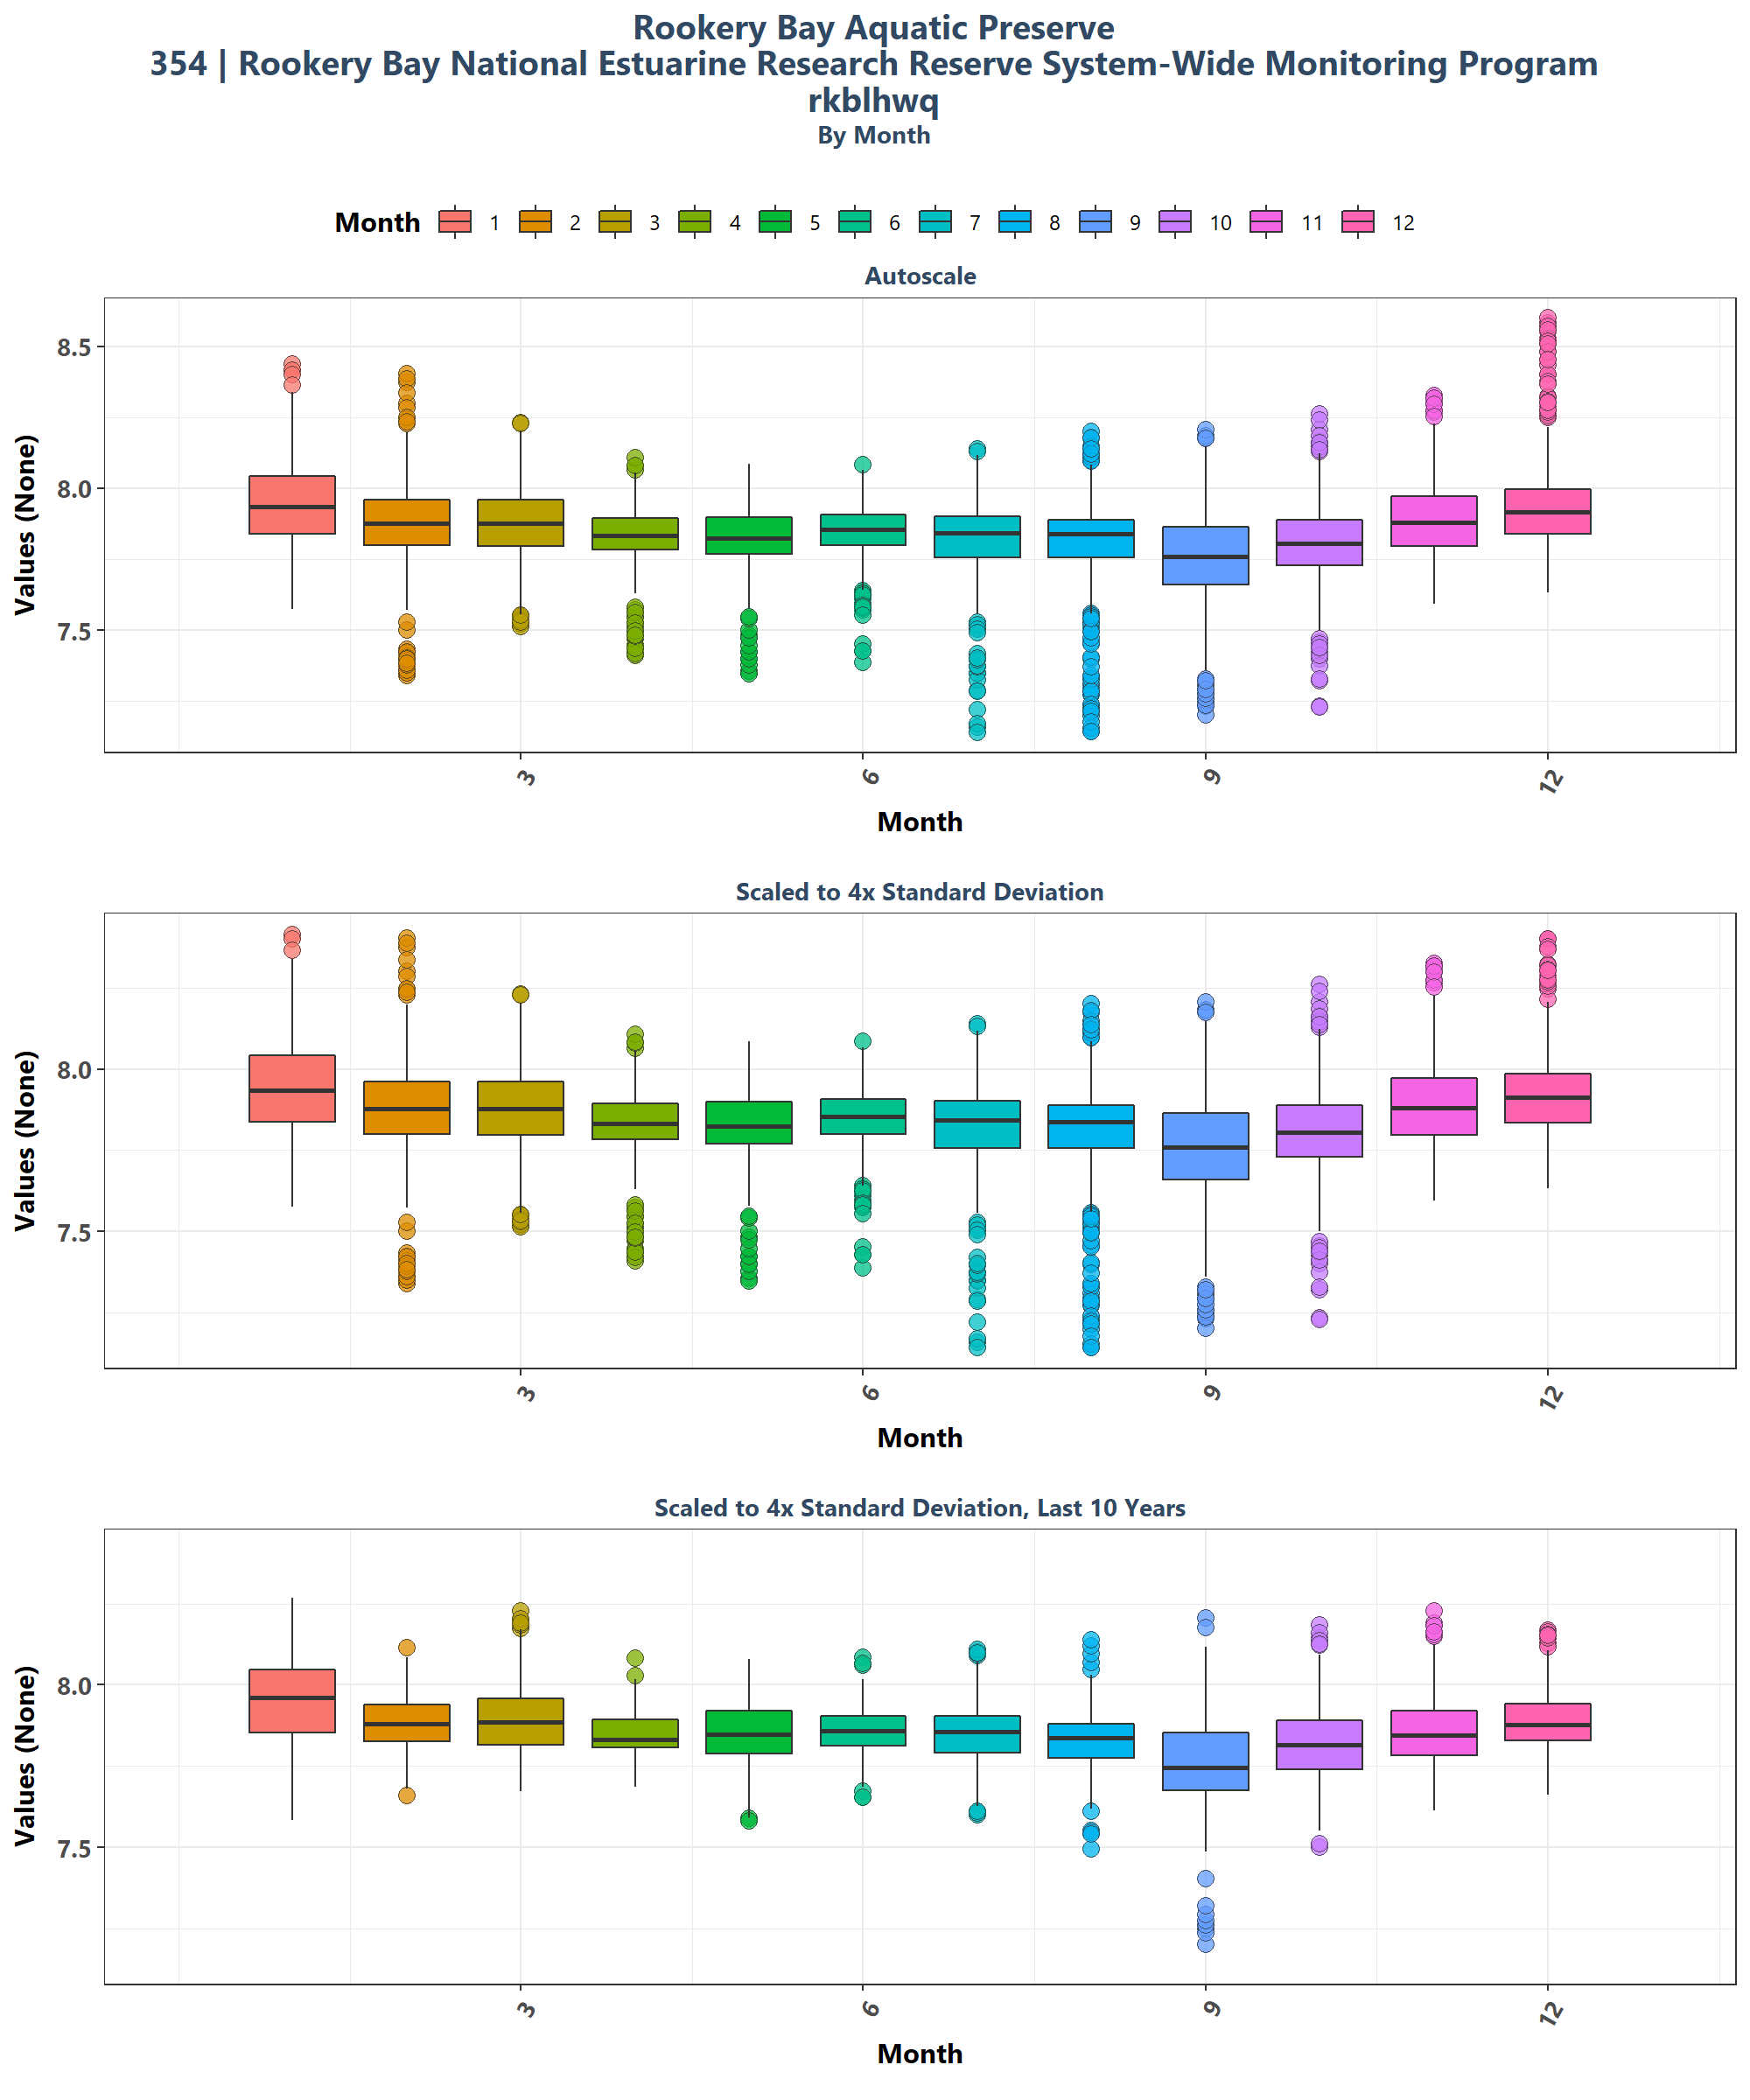 Rookery Bay Aquatic Preserve
354 | Rookery Bay National Estuarine Research Reserve System-Wide Monitoring Program
rkblhwq
By Month
Month 1 2 3 4 5 6 7 8 9 10 11 12
Autoscale
Values (None)
8.5
8.0
7.5
3 6 9 12
Month
Scaled to 4x Standard Deviation
Values (None)
8.0
7.5
3 6 9 12
Month
Scaled to 4x Standard Deviation, Last 10 Years
Values (None)
8.0
7.5
3 6 9 12
Month